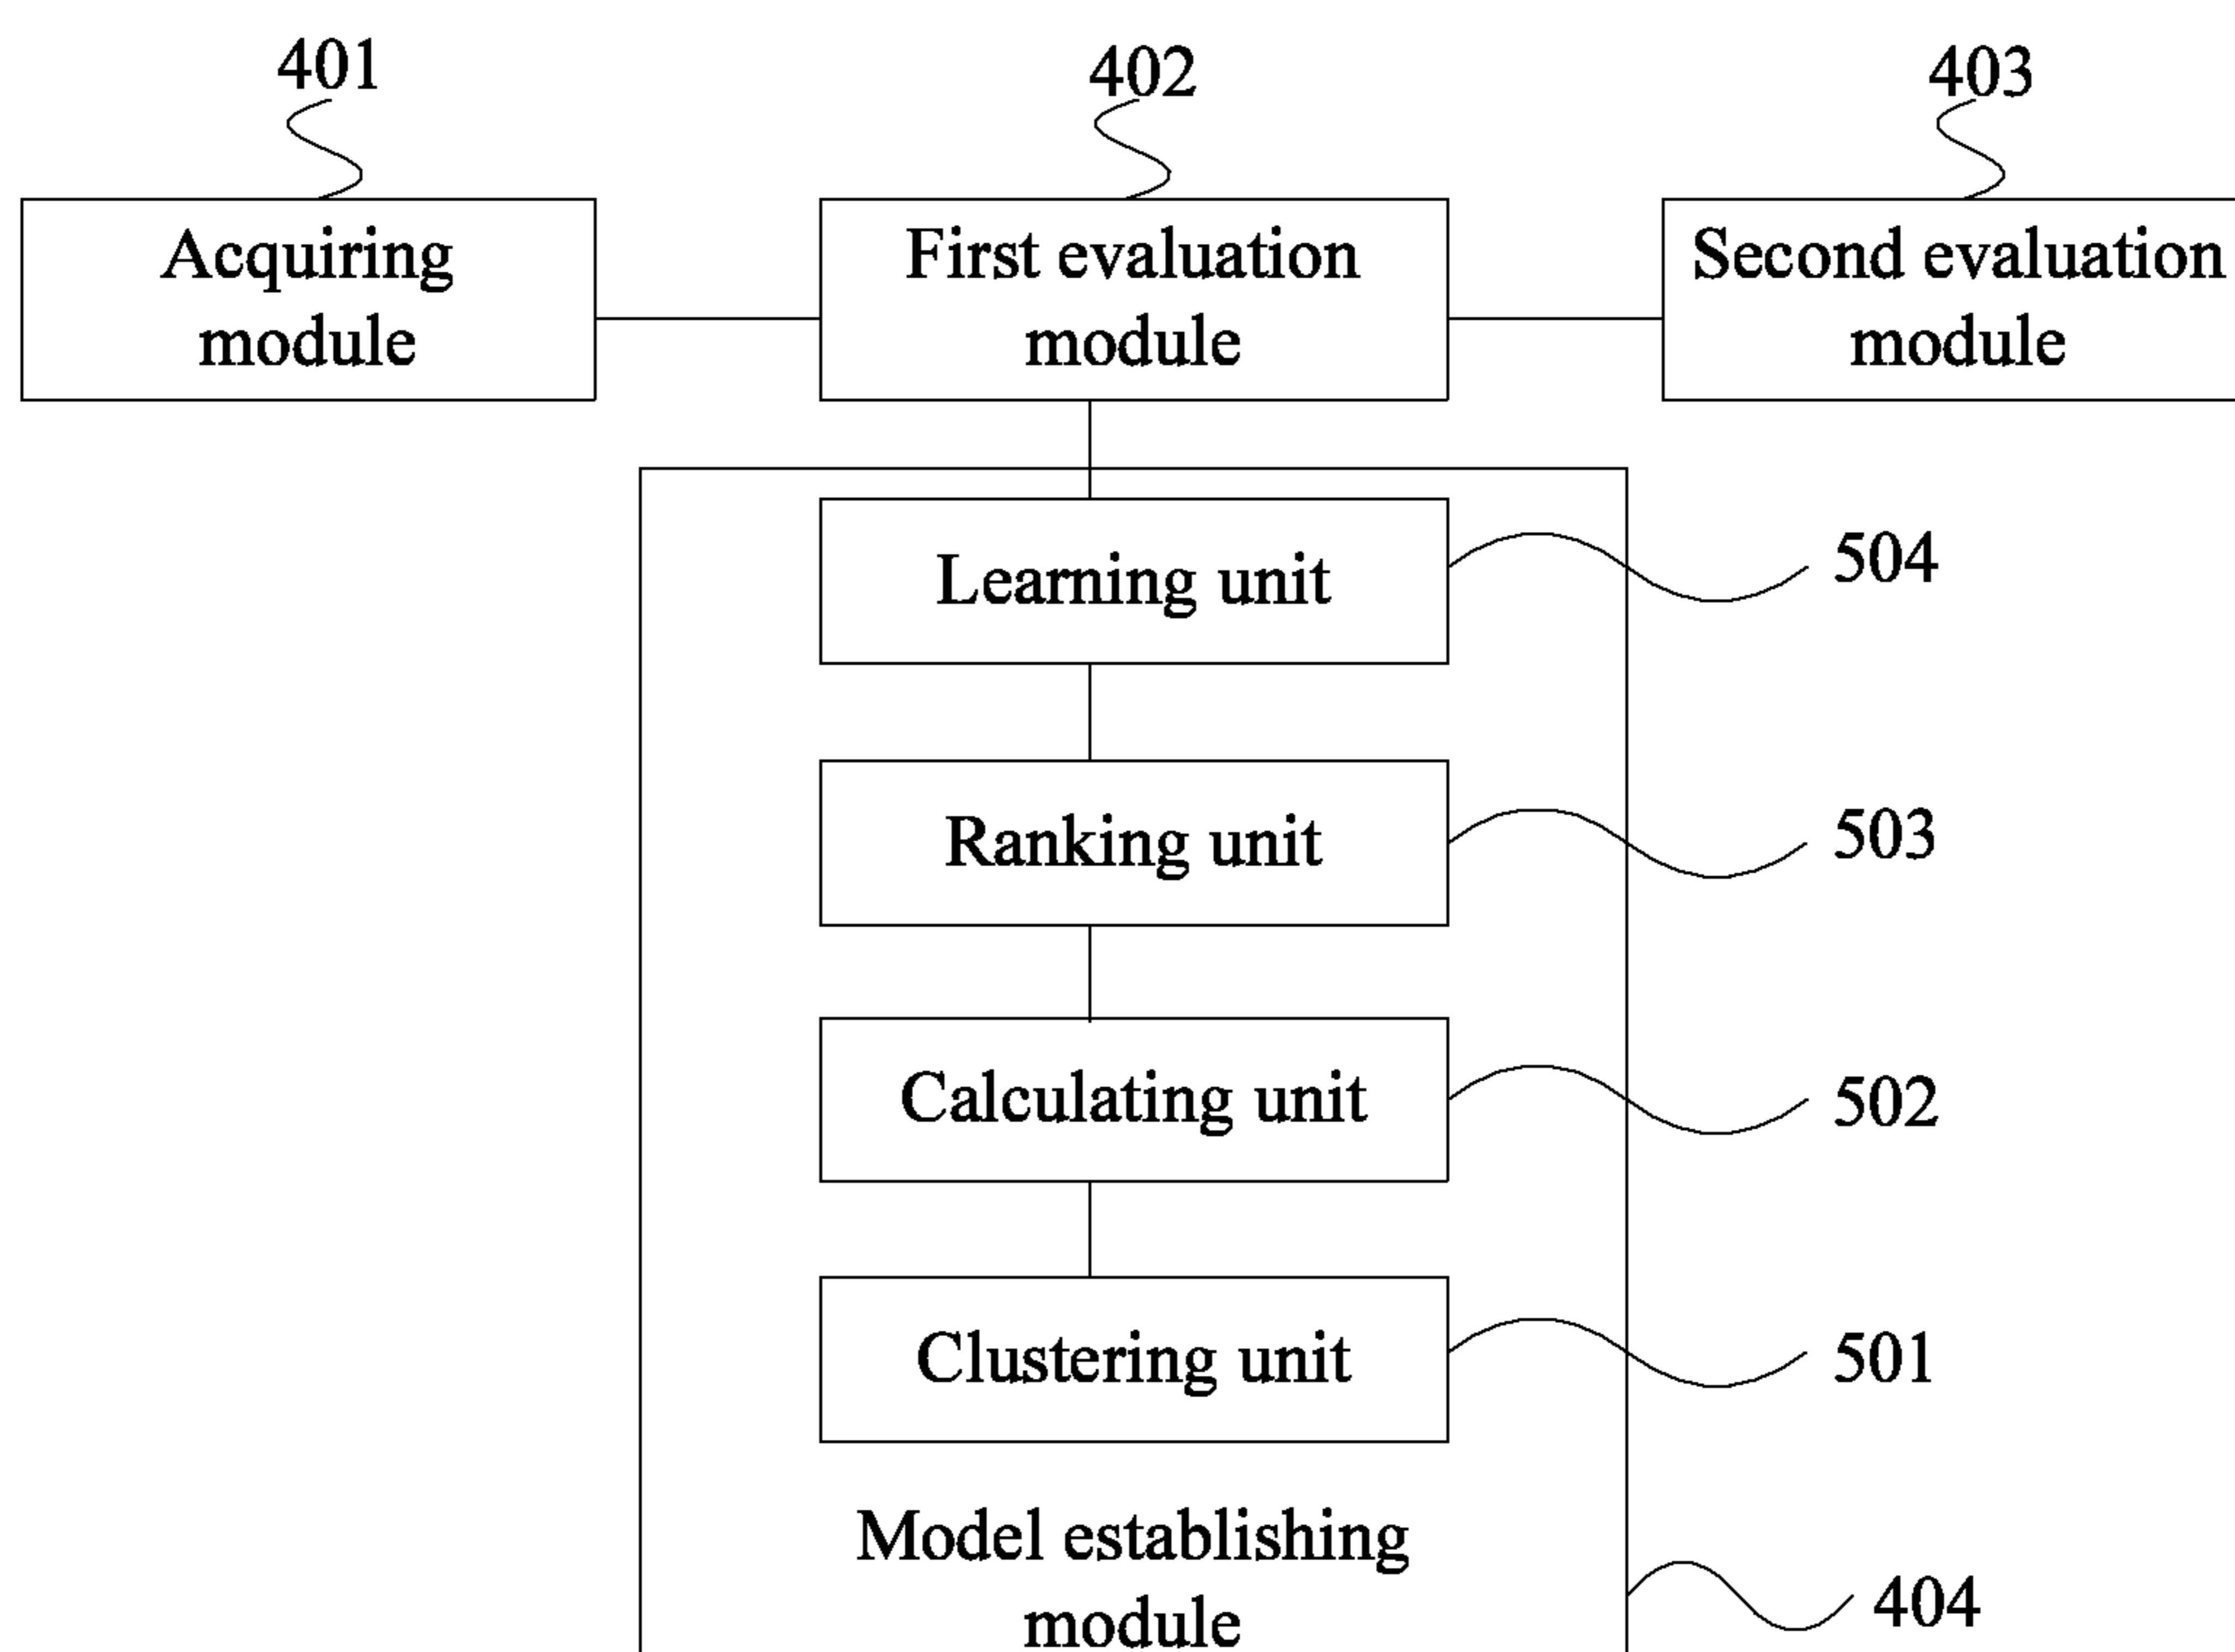 401
402
403
Acquiring
module
First evaluation
module
Second evaluation
module
Learning unit
504
Ranking unit
503
Calculating unit
502
Clustering unit
501
Model establishing
module
404